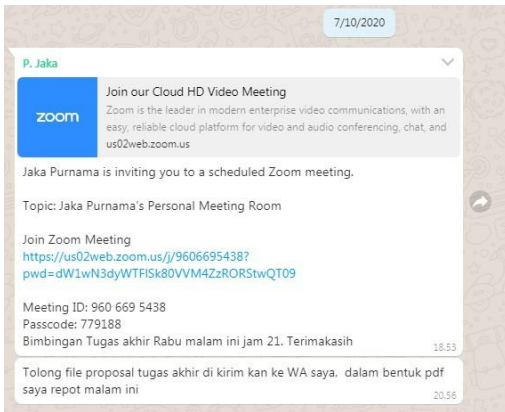 7/10/2020
P. Jaka
zoom
Join our Cloud HD Video Meeting
Zoom is the leader in modern enterprise video communications, with an
easy, reliable cloud platform for video and audio conferencing, chat, and
us02web.zoom.us
Jaka Purnama is inviting you to a scheduled Zoom meeting.
Topic: Jaka Purnama's Personal Meeting Room
Join Zoom Meeting
https://us02web.zoom.us/j/9606695438?
pwd=dW1wN3dyWTFlSk80VVM4ZzRORStwQT09
Meeting ID: 960 669 5438
Passcode: 779188
Bimbingan Tugas akhir Rabu malam ini jam 21. Terimakasih
18.53
Tolong file proposal tugas akhir di kirim kan ke WA saya, dalam bentuk pdf
saya repot malam ini
20.56